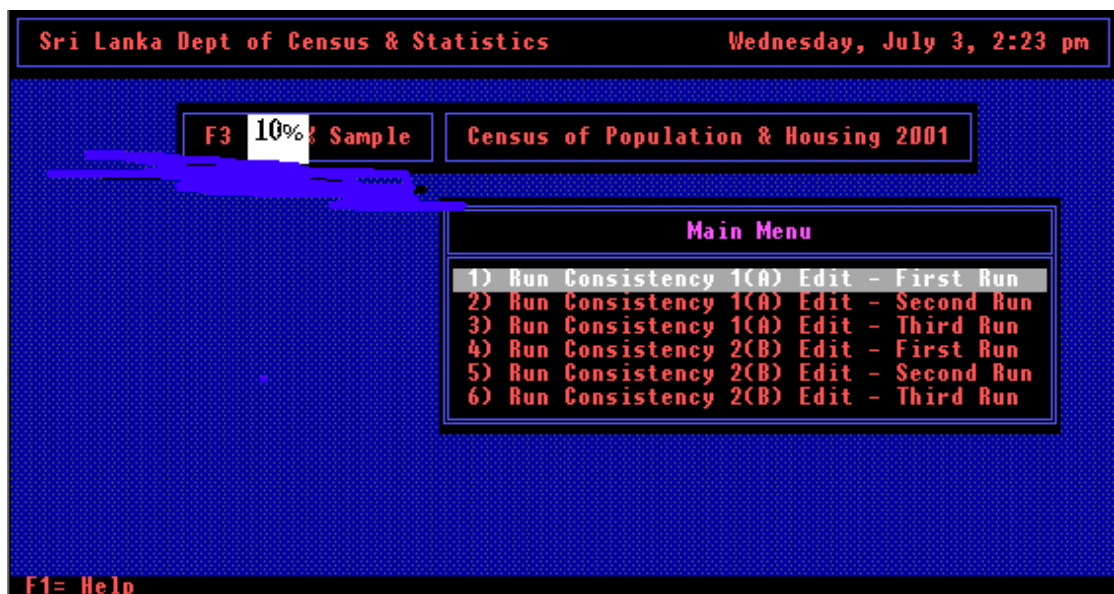 Sri Lanka Dept of Census & Statistics Wednesday, July 3, 2:23 pm
F3 10% % Sample Census of Population & Housing 2001
Main Menu
1) Run Consistency 1(A) Edit - First Run
2) Run Consistency 1(A) Edit - Second Run
3) Run Consistency 1(A) Edit - Third Run
4) Run Consistency 2(B) Edit - First Run
5) Run Consistency 2(B) Edit - Second Run
6) Run Consistency 2(B) Edit - Third Run
F1= Help